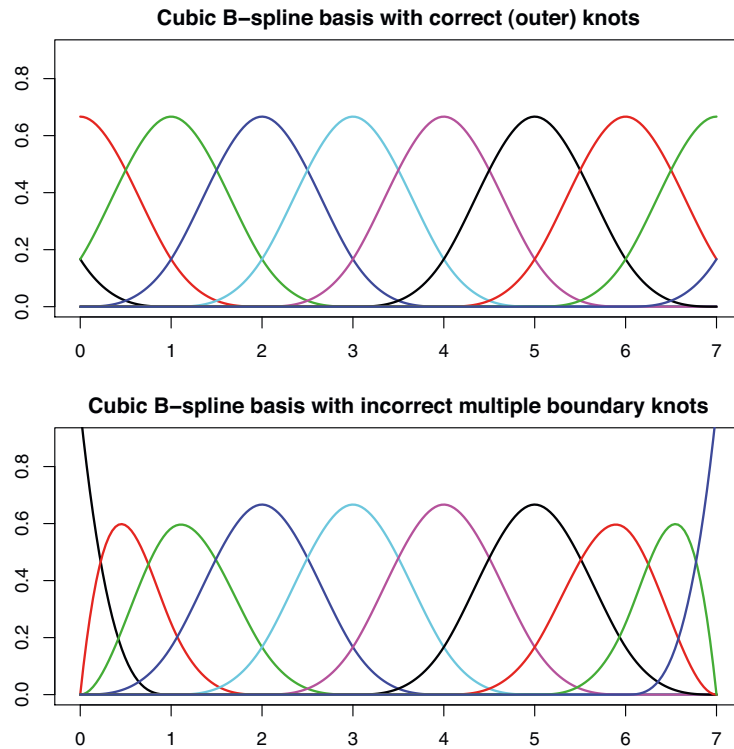 Cubic B−spline basis with correct (outer) knots
0.8
0.6
0.4
0.2
0.0
0 1 2 3 4 5 6 7
Cubic B−spline basis with incorrect multiple boundary knots
0.8
0.6
0.4
0.2
0.0
0 1 2 3 4 5 6 7